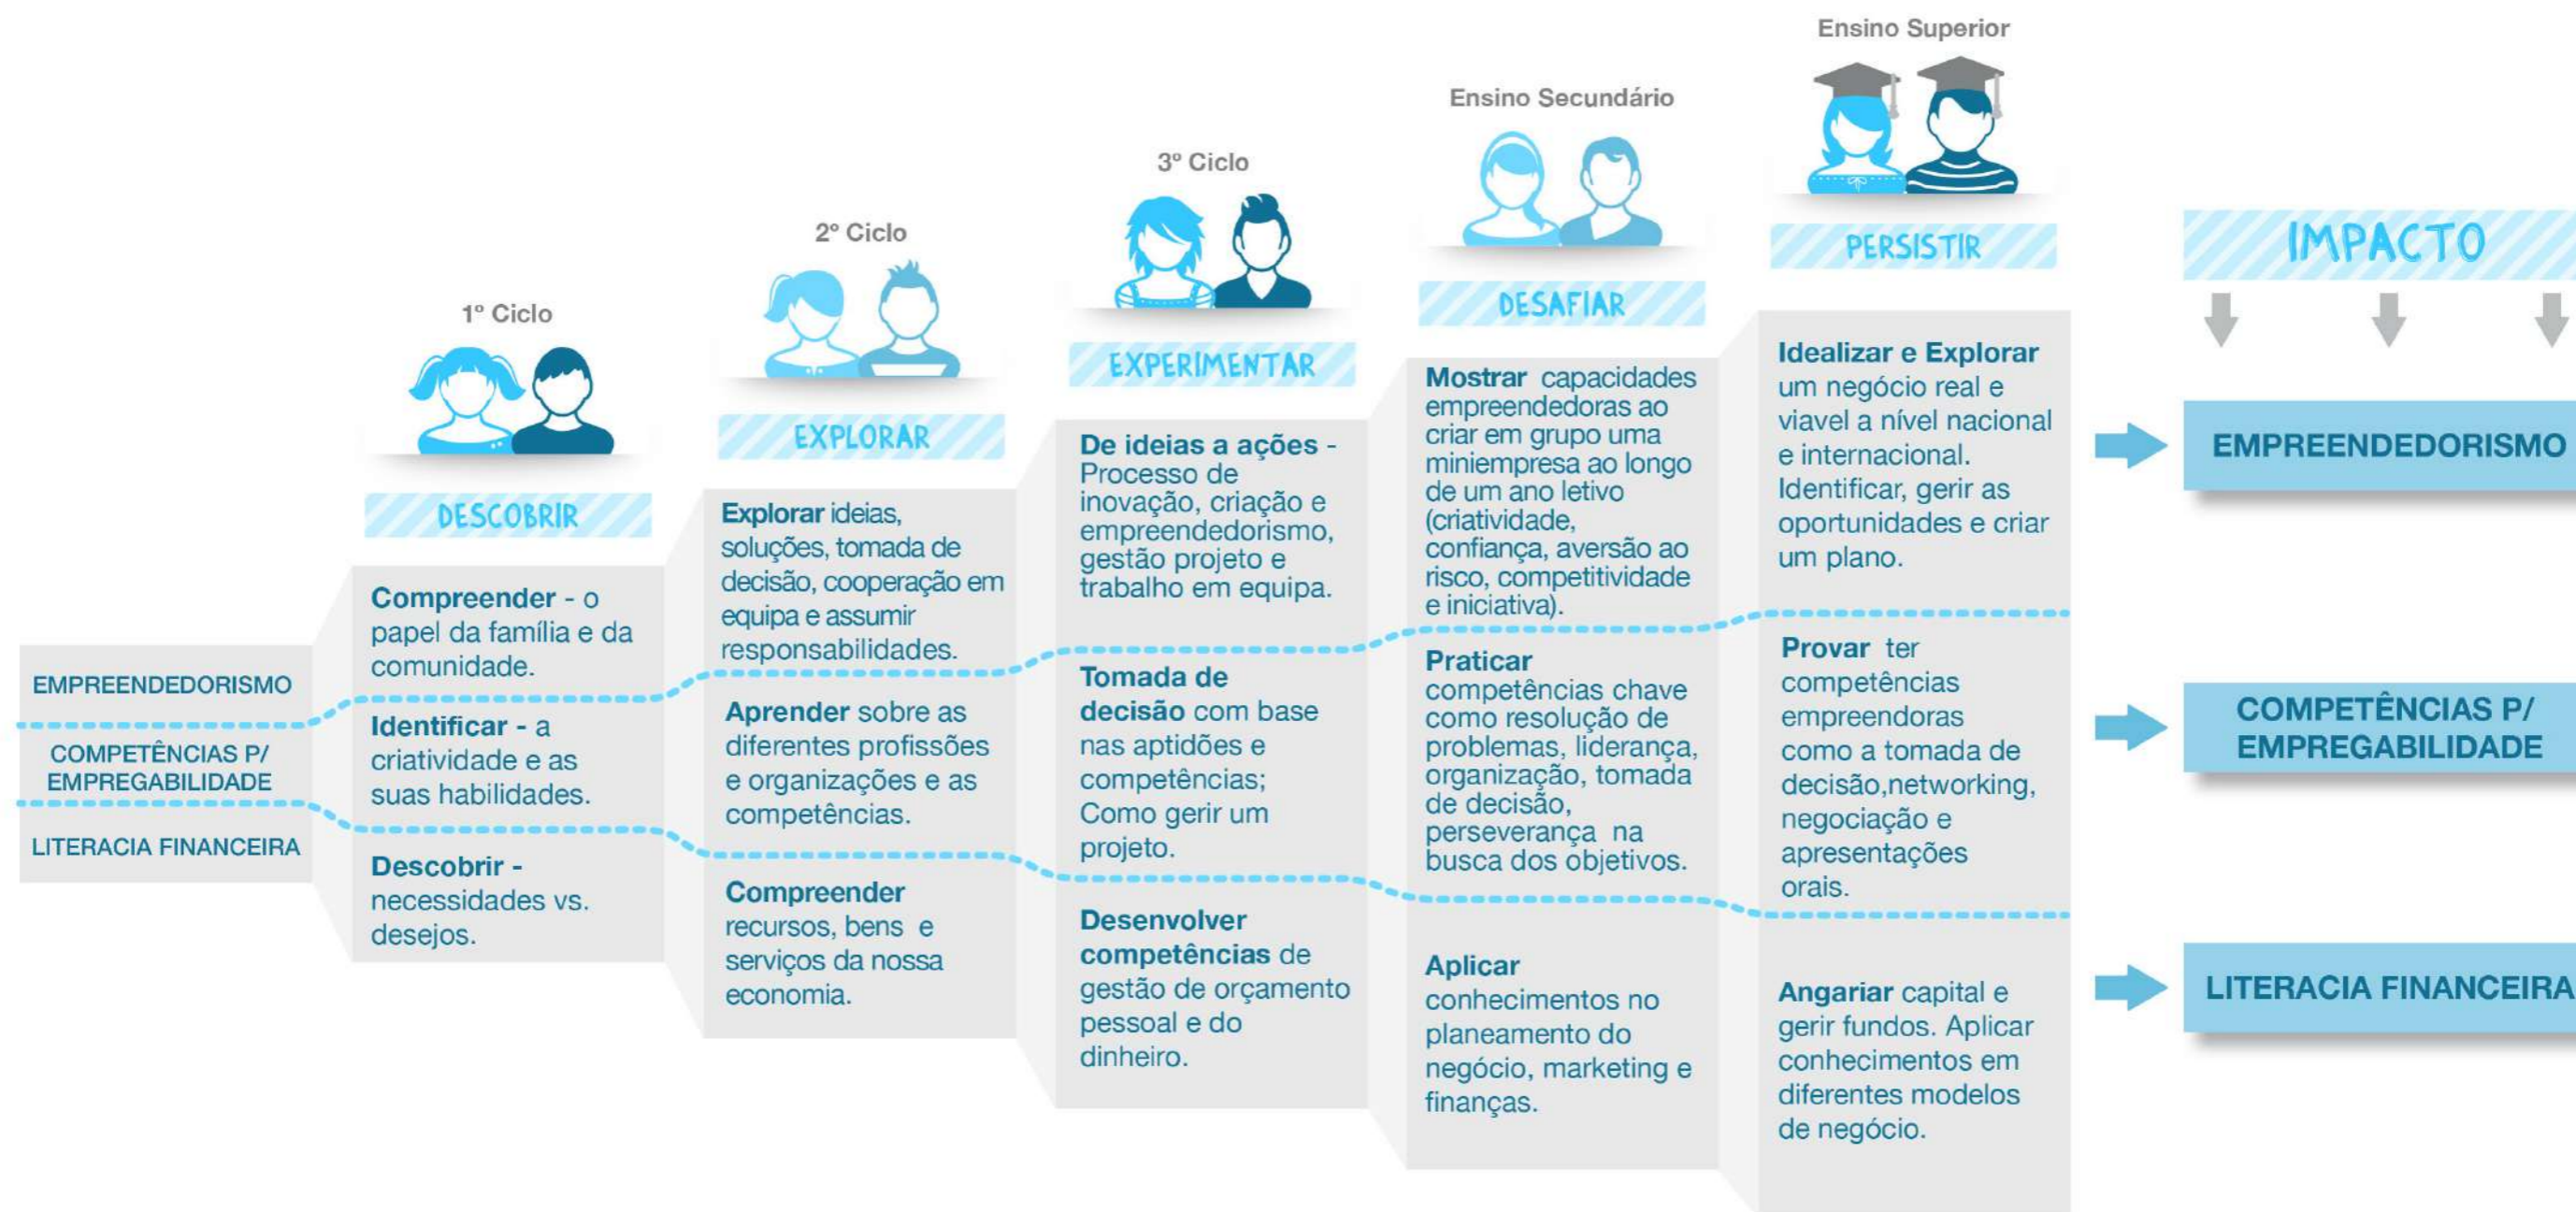 EMPREENDEDORISMO
COMPETÊNCIAS P/
EMPREGABILIDADE
LITERACIA FINANCEIRA
1º Ciclo
DESCOBRIR
Compreender - o
papel da família e da
comunidade.
Identificar - a
criatividade e as
suas habilidades.
Descobrir -
necessidades vs.
desejos.
2º Ciclo
EXPLORAR
Explorar ideias,
soluções, tomada de
decisão, cooperação em
equipa e assumir
responsabilidades.
Aprender sobre as
diferentes profissões
e organizações e as
competências.
Compreender
recursos, bens e
serviços da nossa
economia.
3º Ciclo
EXPERIMENTAR
De ideias a ações -
Processo de
inovação, criação e
empreendedorismo,
gestão projeto e
trabalho em equipa.
Tomada de
decisão com base
nas aptidões e
competências;
Como gerir um
projeto.
Desenvolver
competências de
gestão de orçamento
pessoal e do
dinheiro.
Ensino Secundário
DESAFIAR
Mostrar capacidades
empreendedoras ao
criar em grupo uma
miniempresa ao longo
de um ano letivo
(criatividade,
confiança, aversão ao
risco, competitividade
e iniciativa).
Praticar
competências chave
como resolução de
problemas, liderança,
organização, tomada
de decisão,
perseverança na
busca dos objetivos.
Aplicar
conhecimentos no
planeamento do
negócio, marketing e
finanças.
Ensino Superior
PERSISTIR
Idealizar e Explorar
um negócio real e
viavel a nível nacional
e internacional.
Identificar, gerir as
oportunidades e criar
um plano.
Provar ter
competências
empreendoras
como a tomada de
decisão,networking,
negociação e
apresentações
orais.
Angariar capital e
gerir fundos. Aplicar
conhecimentos em
diferentes modelos
de negócio.
IMPACTO
EMPREENDEDORISMO
COMPETÊNCIAS P/
EMPREGABILIDADE
LITERACIA FINANCEIRA